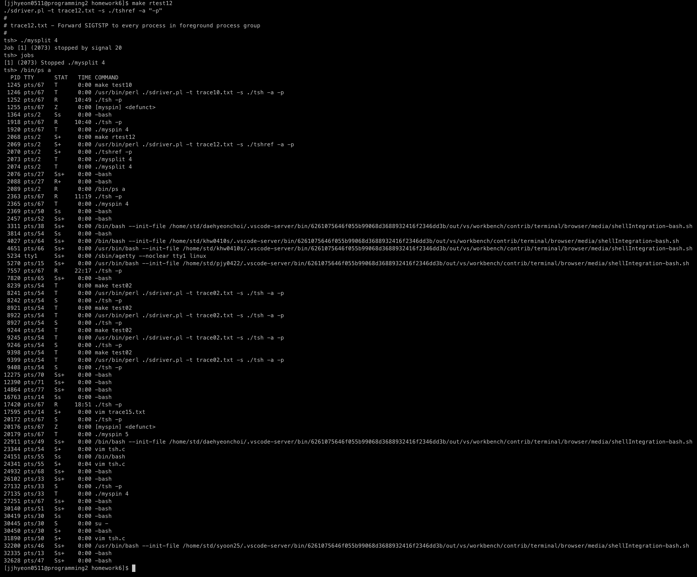 [jjhyeon0511@programming2 homework6]$ make rtest12
./sdriver.pl -t trace12.txt -s ./tshref -a "-p"
#
# trace12.txt - Forward SIGTSTP to every process in foreground process group
#
tsh> ./mysplit 4
Job [1] (2073) stopped by signal 20
tsh> jobs
[1] (2073) Stopped ./mysplit 4
tsh> /bin/ps a
PID TTY STAT TIME COMMAND
1245 pts/67 T 0:00 make test10
1246 pts/67 T 0:00 /usr/bin/perl ./sdriver.pl -t trace10.txt -s ./tsh -a -p
1252 pts/67 R 10:49 ./tsh -p
1255 pts/67 Z 0:00 [myspin] <defunct>
1364 pts/2 Ss 0:00 -bash
1918 pts/67 R 10:40 ./tsh -p
1920 pts/67 T 0:00 ./myspin 4
2068 pts/2 S+ 0:00 make rtest12
2069 pts/2 S+ 0:00 /usr/bin/perl ./sdriver.pl -t trace12.txt -s ./tshref -a -p
2070 pts/2 S+ 0:00 ./tshref -p
2073 pts/2 T 0:00 ./mysplit 4
2074 pts/2 T 0:00 ./mysplit 4
2076 pts/27 Ss+ 0:00 -bash
2088 pts/27 R+ 0:00 -bash
2089 pts/2 R 0:00 /bin/ps a
2363 pts/67 R 11:19 ./tsh -p
2365 pts/67 T 0:00 ./myspin 4
2369 pts/50 Ss 0:00 -bash
2457 pts/52 Ss+ 0:00 -bash
3311 pts/38 Ss+ 0:00 /bin/bash --init-file /home/std/daehyeonchoi/.vscode-server/bin/6261075646f055b99068d3688932416f2346dd3b/out/vs/workbench/contrib/terminal/browser/media/shellIntegration-bash.sh
3814 pts/54 Ss 0:00 -bash
4027 pts/64 Ss+ 0:00 /bin/bash --init-file /home/std/khw0410s/.vscode-server/bin/6261075646f055b99068d3688932416f2346dd3b/out/vs/workbench/contrib/terminal/browser/media/shellIntegration-bash.sh
4651 pts/66 Ss+ 0:00 /usr/bin/bash --init-file /home/std/khw0410s/.vscode-server/bin/6261075646f055b99068d3688932416f2346dd3b/out/vs/workbench/contrib/terminal/browser/media/shellIntegration-bash.sh
5234 tty1 Ss+ 0:00 /sbin/agetty --noclear tty1 linux
5270 pts/15 Ss+ 0:00 /usr/bin/bash --init-file /home/std/pjy0422/.vscode-server/bin/6261075646f055b99068d3688932416f2346dd3b/out/vs/workbench/contrib/terminal/browser/media/shellIntegration-bash.sh
7557 pts/67 R 22:17 ./tsh -p
7820 pts/65 Ss+ 0:00 -bash
8239 pts/54 T 0:00 make test02
8241 pts/54 T 0:00 /usr/bin/perl ./sdriver.pl -t trace02.txt -s ./tsh -a -p
8242 pts/54 S 0:00 ./tsh -p
8921 pts/54 T 0:00 make test02
8922 pts/54 T 0:00 /usr/bin/perl ./sdriver.pl -t trace02.txt -s ./tsh -a -p
8927 pts/54 S 0:00 ./tsh -p
9244 pts/54 T 0:00 make test02
9245 pts/54 T 0:00 /usr/bin/perl ./sdriver.pl -t trace02.txt -s ./tsh -a -p
9246 pts/54 S 0:00 ./tsh -p
9398 pts/54 T 0:00 make test02
9399 pts/54 T 0:00 /usr/bin/perl ./sdriver.pl -t trace02.txt -s ./tsh -a -p
9408 pts/54 S 0:00 ./tsh -p
12275 pts/70 Ss+ 0:00 -bash
12390 pts/71 Ss+ 0:00 -bash
14864 pts/77 Ss+ 0:00 -bash
16763 pts/14 Ss 0:00 -bash
17420 pts/67 R 18:51 ./tsh -p
17595 pts/14 S+ 0:00 vim trace15.txt
20172 pts/67 S 0:00 ./tsh -p
20176 pts/67 Z 0:00 [myspin] <defunct>
20179 pts/67 T 0:00 ./myspin 5
22911 pts/49 Ss+ 0:00 /bin/bash --init-file /home/std/daehyeonchoi/.vscode-server/bin/6261075646f055b99068d3688932416f2346dd3b/out/vs/workbench/contrib/terminal/browser/media/shellIntegration-bash.sh
23344 pts/54 S+ 0:00 vim tsh.c
24151 pts/55 Ss 0:00 /bin/bash
24341 pts/55 S+ 0:04 vim tsh.c
24932 pts/68 Ss+ 0:00 -bash
26102 pts/33 Ss+ 0:00 -bash
27132 pts/33 S 0:00 ./tsh -p
27135 pts/33 T 0:00 ./myspin 4
27251 pts/67 Ss+ 0:00 -bash
30140 pts/51 Ss+ 0:00 -bash
30419 pts/30 Ss 0:00 -bash
30445 pts/30 S 0:00 su -
30450 pts/30 S+ 0:00 -bash
31890 pts/50 S+ 0:00 vim tsh.c
32200 pts/46 Ss+ 0:00 /usr/bin/bash --init-file /home/std/syoon25/.vscode-server/bin/6261075646f055b99068d3688932416f2346dd3b/out/vs/workbench/contrib/terminal/browser/media/shellIntegration-bash.sh
32335 pts/13 Ss+ 0:00 -bash
32628 pts/47 Ss+ 0:00 -bash
[jjhyeon0511@programming2 homework6]$